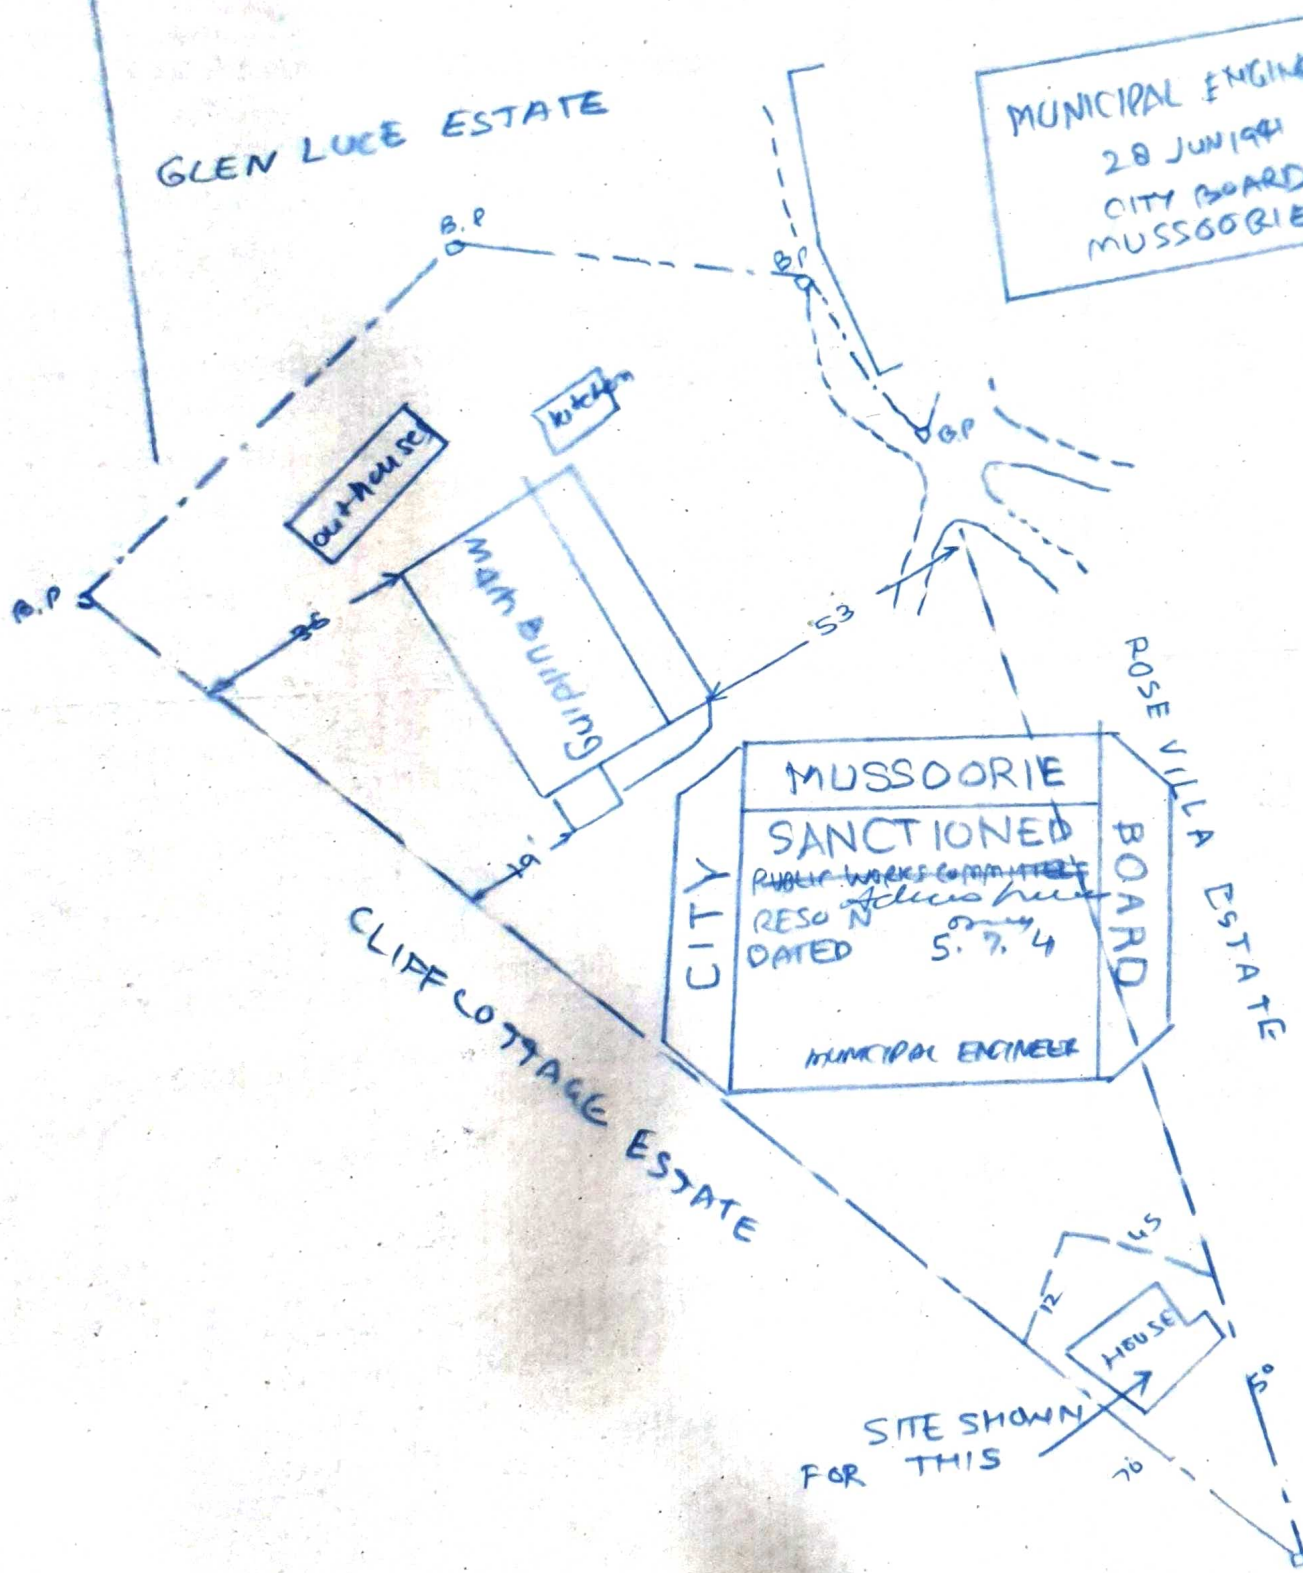 GLEN LUCE ESTATE
MUNICIPAL ENGIN
28 JUN 1941
CITY BOARD
MUSSOORIE
B.P
B.P
B.P
B.P
kitchen
outhouse
Main Building
36
53
19'
ROSE VILLA ESTATE
CLIFF COTTAGE ESTATE
MUSSOORIE
CITY
BOARD
SANCTIONED
PUBLIC WORKS COMMITTEE'S
RESO N
DATED 5.7.4
MUNICIPAL ENGINEER
45
12
HOUSE
50
SITE SHOWN
FOR THIS
70